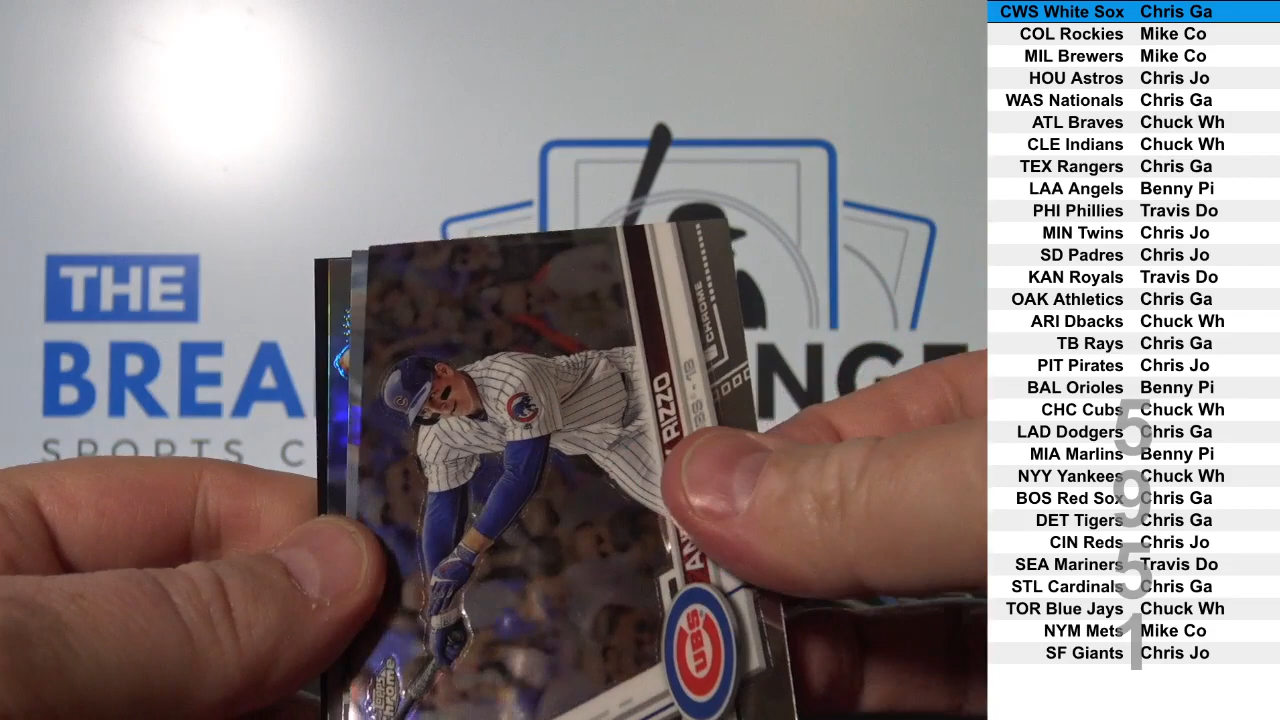 THE
BREA NGE
SPORTS C
CHROME
RIZZO
AN
CUBS
Topps
Chrome
CWS White Sox Chris Ga
COL Rockies Mike Co
MIL Brewers Mike Co
HOU Astros Chris Jo
WAS Nationals Chris Ga
ATL Braves Chuck Wh
CLE Indians Chuck Wh
TEX Rangers Chris Ga
LAA Angels Benny Pi
PHI Phillies Travis Do
MIN Twins Chris Jo
SD Padres Chris Jo
KAN Royals Travis Do
OAK Athletics Chris Ga
ARI Dbacks Chuck Wh
TB Rays Chris Ga
PIT Pirates Chris Jo
BAL Orioles Benny Pi
CHC Cubs Chuck Wh
LAD Dodgers Chris Ga
MIA Marlins Benny Pi
NYY Yankees Chuck Wh
BOS Red Sox Chris Ga
DET Tigers Chris Ga
CIN Reds Chris Jo
SEA Mariners Travis Do
STL Cardinals Chris Ga
TOR Blue Jays Chuck Wh
NYM Mets Mike Co
SF Giants Chris Jo
5
9
5
1